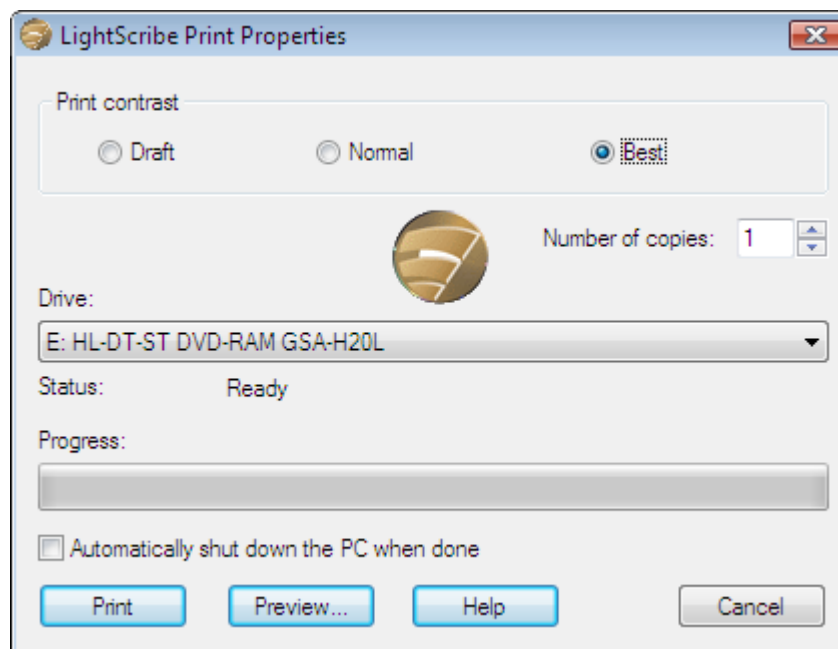 LightScribe Print Properties
Print contrast
Draft Normal Best
Number of copies: 1
Drive:
E: HL-DT-ST DVD-RAM GSA-H20L
Status: Ready
Progress:
Automatically shut down the PC when done
Print Preview... Help Cancel